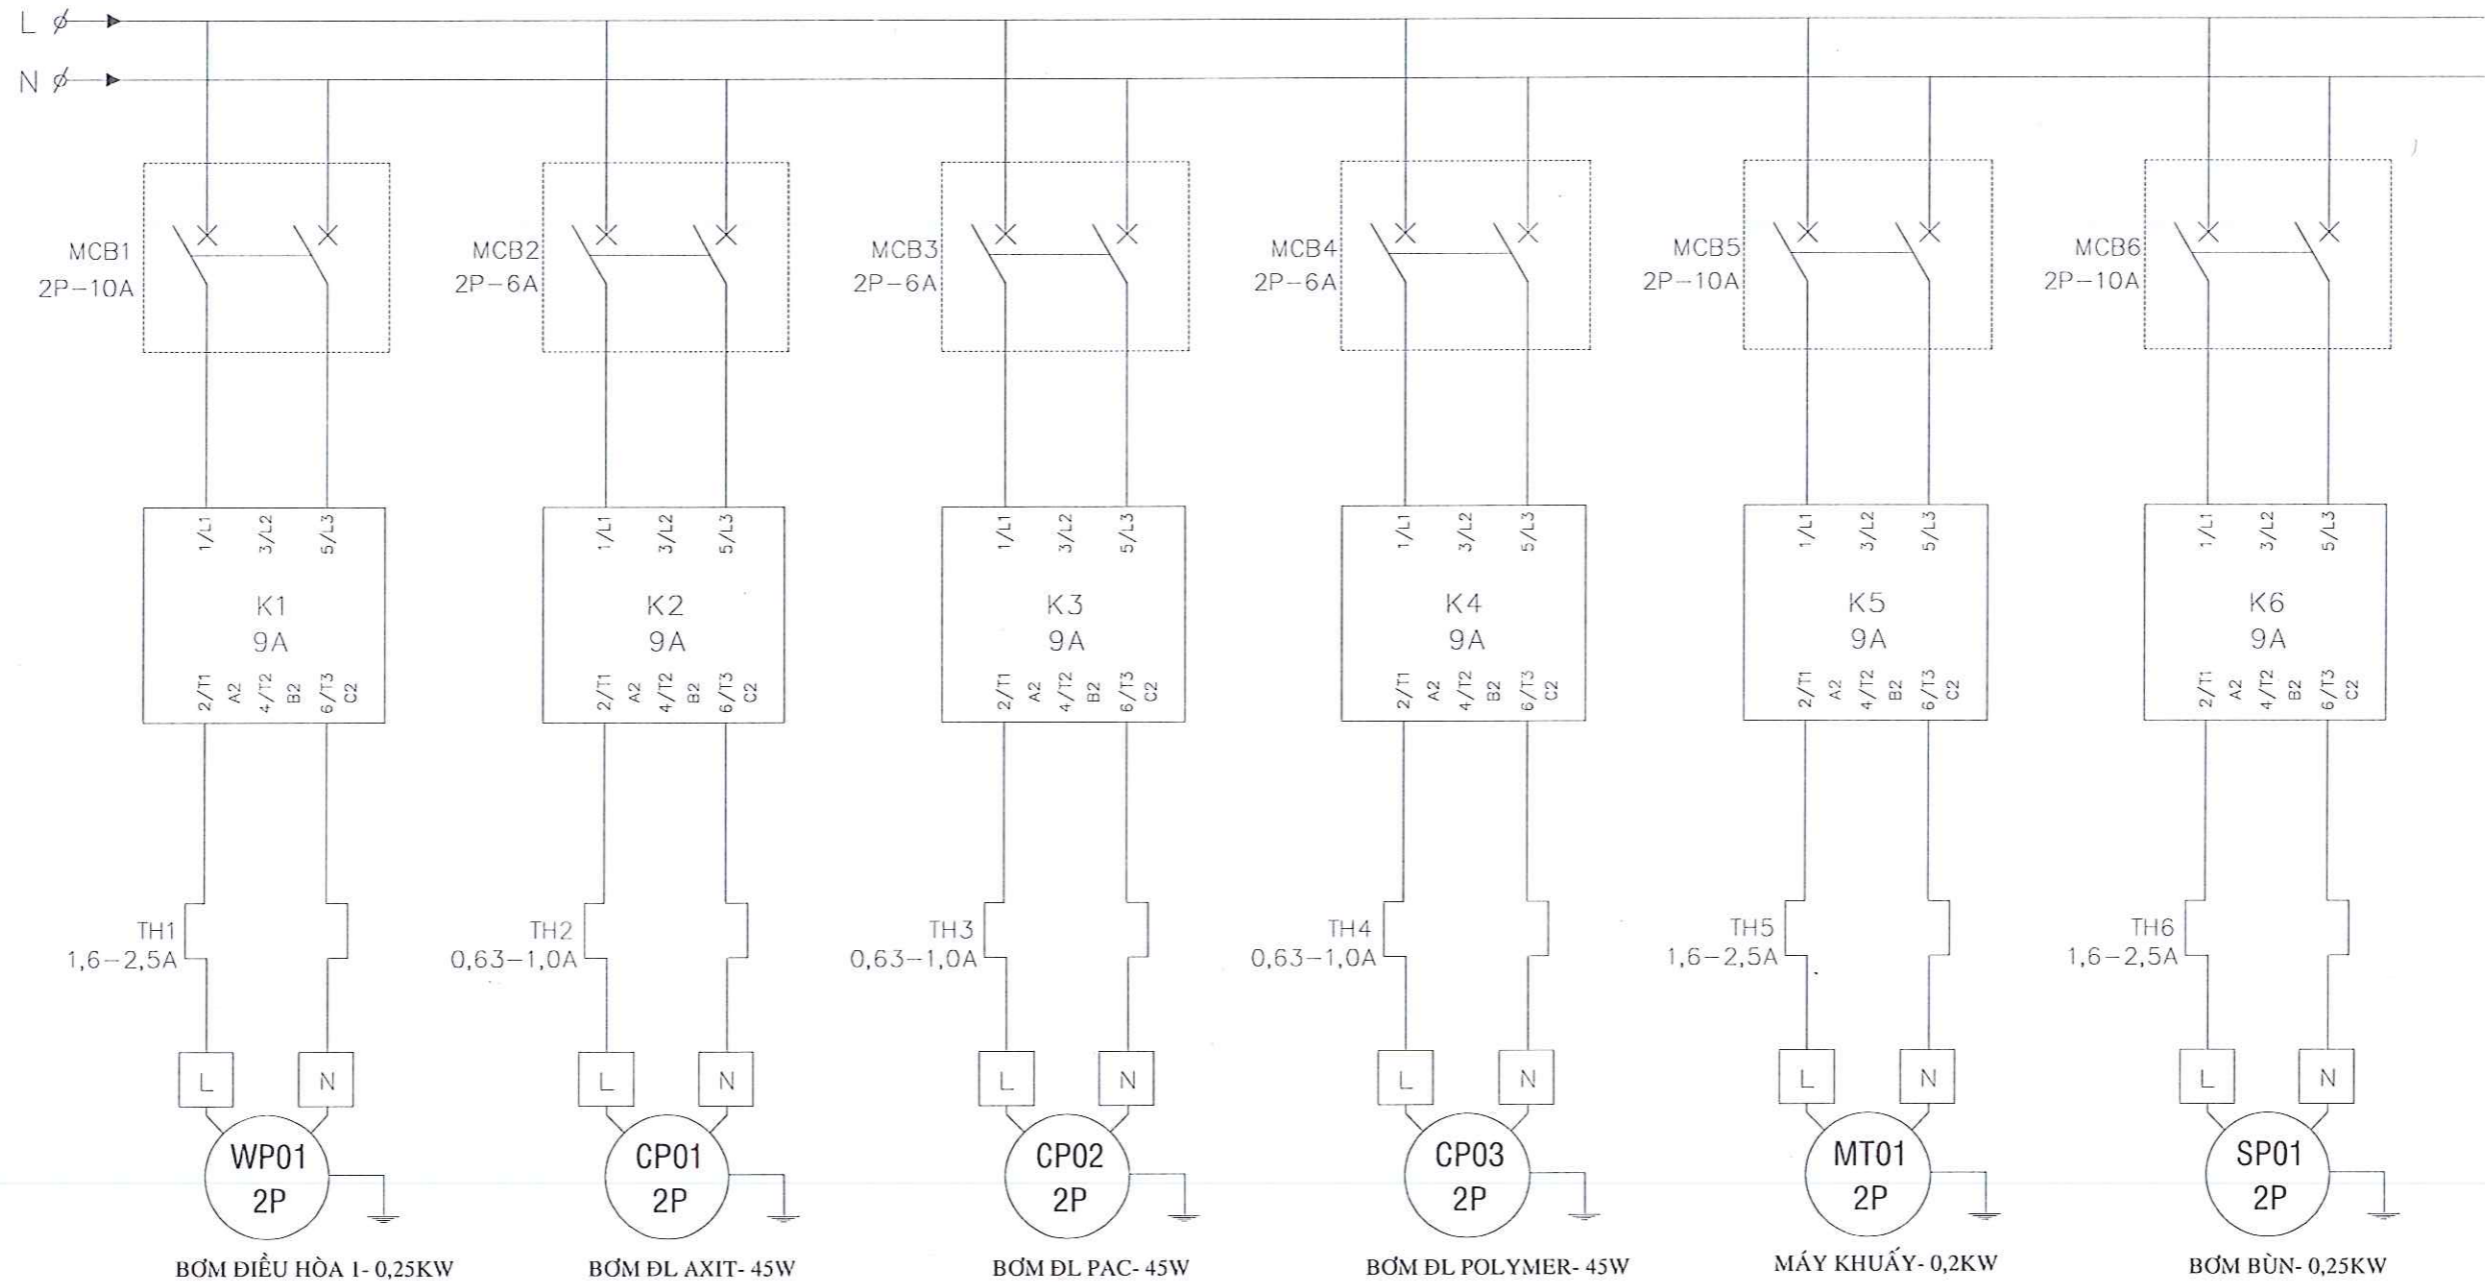 L
N
MCB1
2P-10A
MCB2
2P-6A
MCB3
2P-6A
MCB4
2P-6A
MCB5
2P-10A
MCB6
2P-10A
1/L1 3/L2 5/L3
K1
9A
2/T1 A2 4/T2 B2 6/T3 C2
1/L1 3/L2 5/L3
K2
9A
2/T1 A2 4/T2 B2 6/T3 C2
1/L1 3/L2 5/L3
K3
9A
2/T1 A2 4/T2 B2 6/T3 C2
1/L1 3/L2 5/L3
K4
9A
2/T1 A2 4/T2 B2 6/T3 C2
1/L1 3/L2 5/L3
K5
9A
2/T1 A2 4/T2 B2 6/T3 C2
1/L1 3/L2 5/L3
K6
9A
2/T1 A2 4/T2 B2 6/T3 C2
TH1
1,6-2,5A
TH2
0,63-1,0A
TH3
0,63-1,0A
TH4
0,63-1,0A
TH5
1,6-2,5A
TH6
1,6-2,5A
L N
WP01
2P
BƠM ĐIỀU HÒA 1- 0,25KW
L N
CP01
2P
BƠM ĐL AXIT- 45W
L N
CP02
2P
BƠM ĐL PAC- 45W
L N
CP03
2P
BƠM ĐL POLYMER- 45W
L N
MT01
2P
MÁY KHUẤY- 0,2KW
L N
SP01
2P
BƠM BÙN- 0,25KW